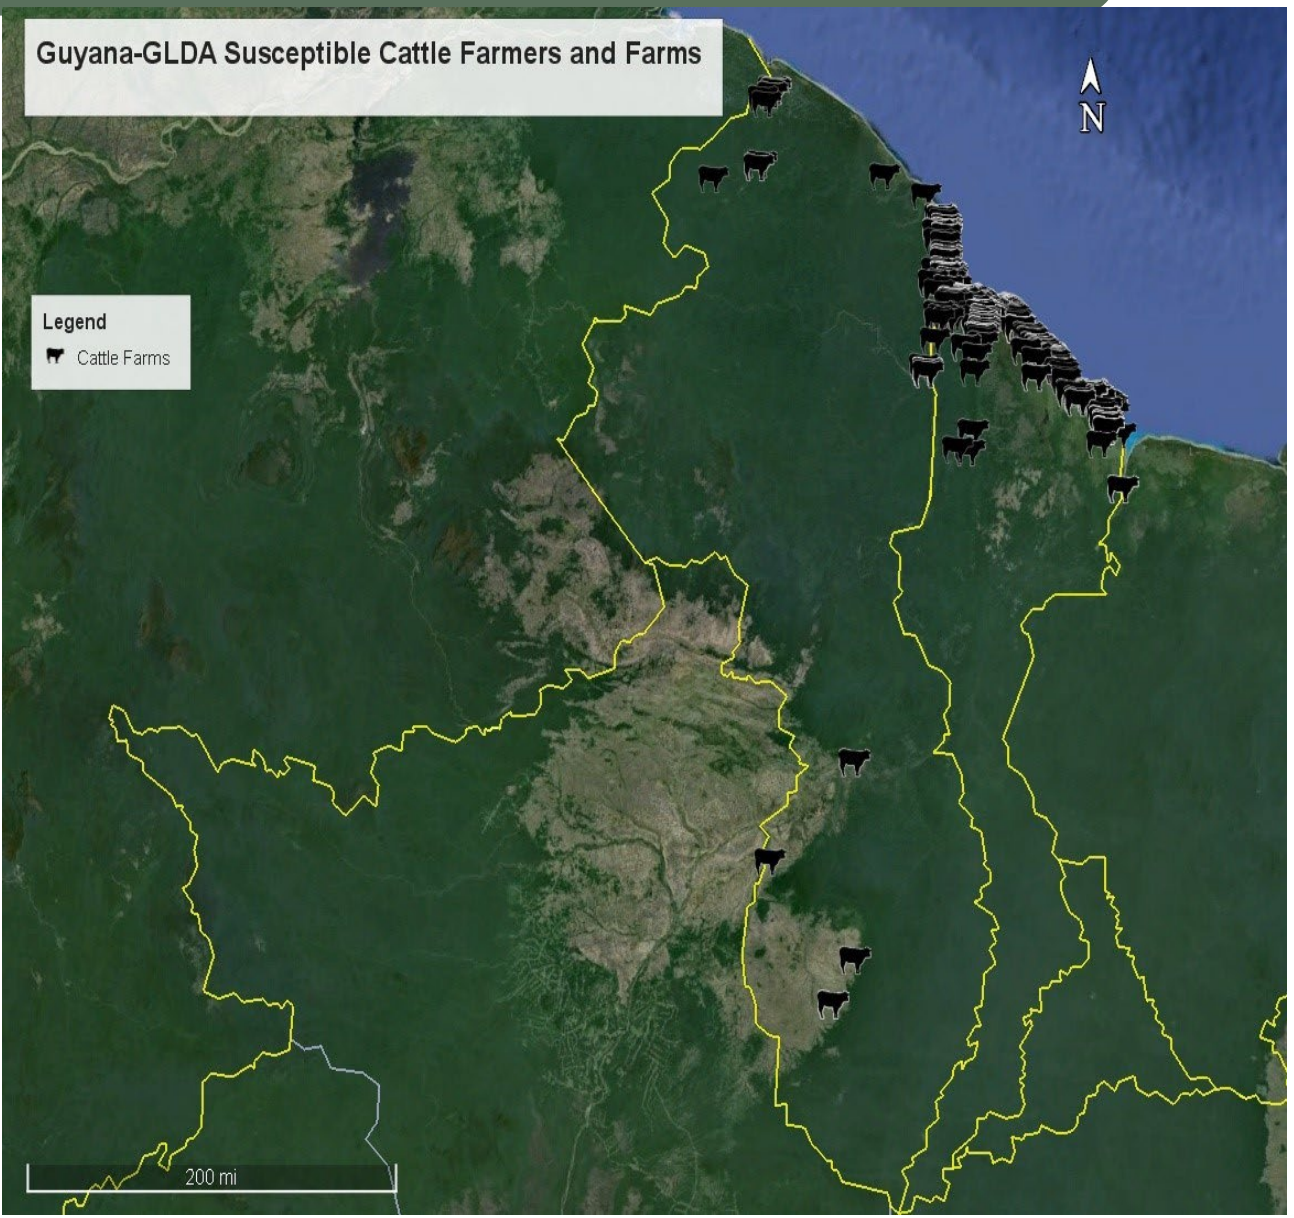 Guyana-GLDA Susceptible Cattle Farmers and Farms
N
Legend
Cattle Farms
200 mi